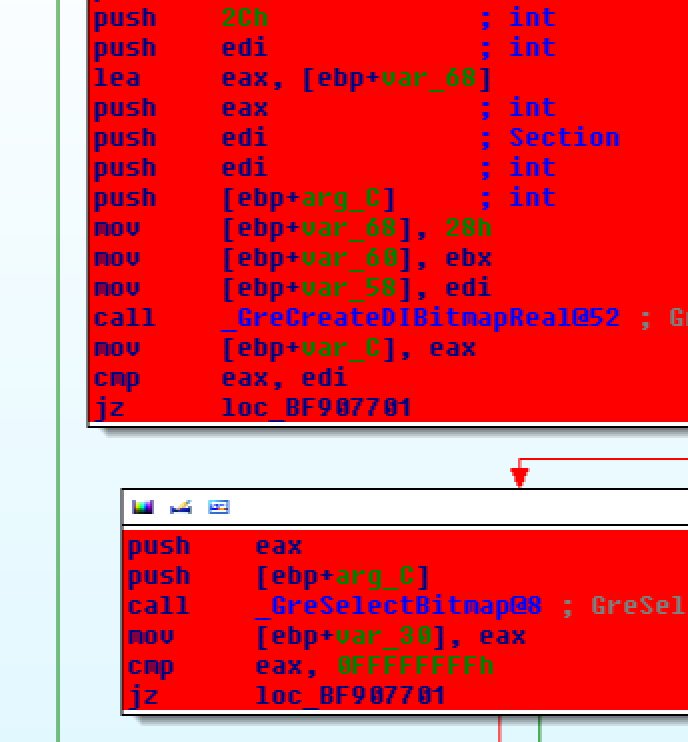 push 2Ch ; int
push edi ; int
lea eax, [ebp+var_68]
push eax ; int
push edi ; Section
push edi ; int
push [ebp+arg_C] ; int
mov [ebp+var_68], 28h
mov [ebp+var_60], ebx
mov [ebp+var_58], edi
call _GreCreateDIBitmapReal@52 ;
mov [ebp+var_C], eax
cmp eax, edi
jz loc_BF907701
push eax
push [ebp+arg_C]
call _GreSelectBitmap@8 ; GreSel
mov [ebp+var_30], eax
cmp eax, 0FFFFFFFFh
jz loc_BF907701